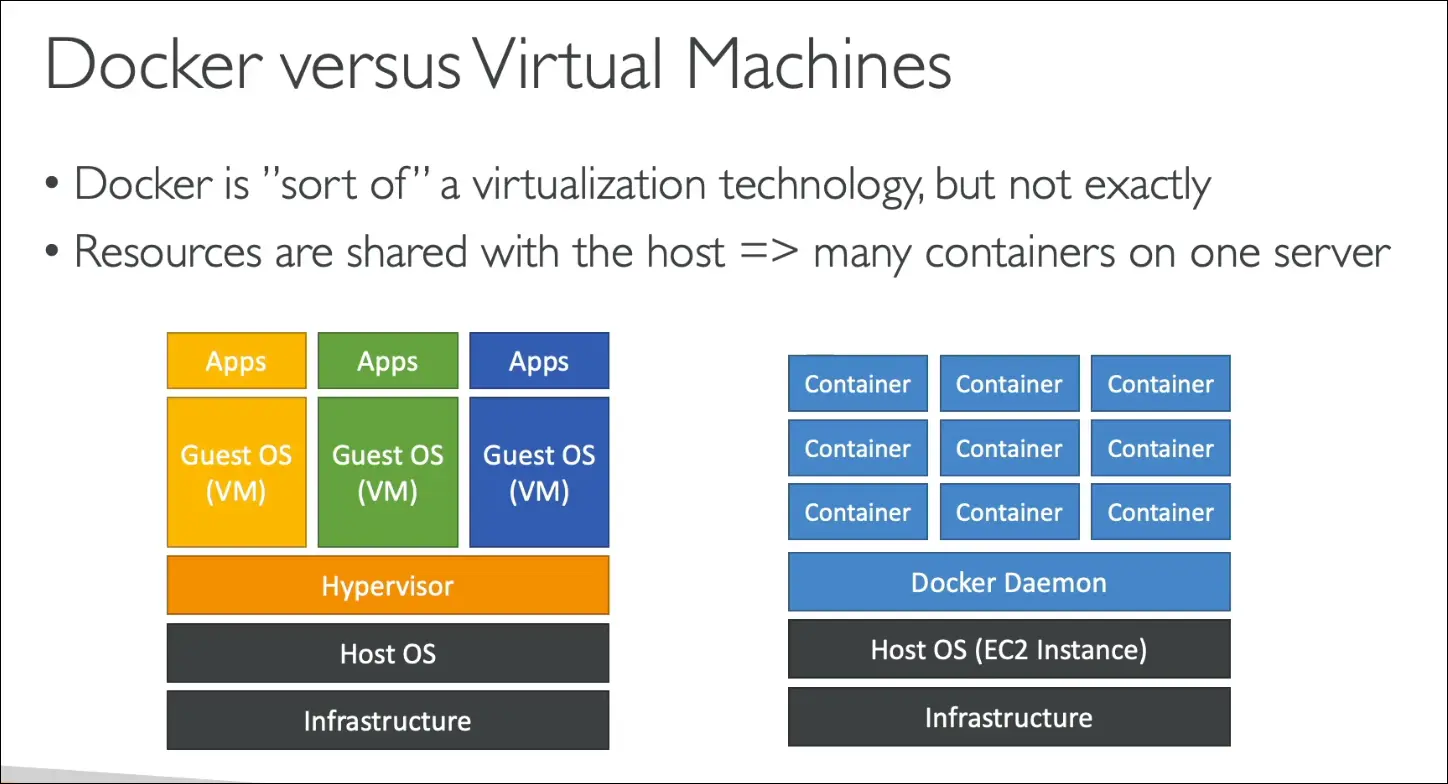 Docker versus Virtual Machines
• Docker is ”sort of” a virtualization technology, but not exactly
• Resources are shared with the host => many containers on one server
Apps
Apps
Apps
Guest OS
(VM)
Guest OS
(VM)
Guest OS
(VM)
Hypervisor
Host OS
Infrastructure
Container
Container
Container
Container
Container
Container
Container
Container
Container
Docker Daemon
Host OS (EC2 Instance)
Infrastructure